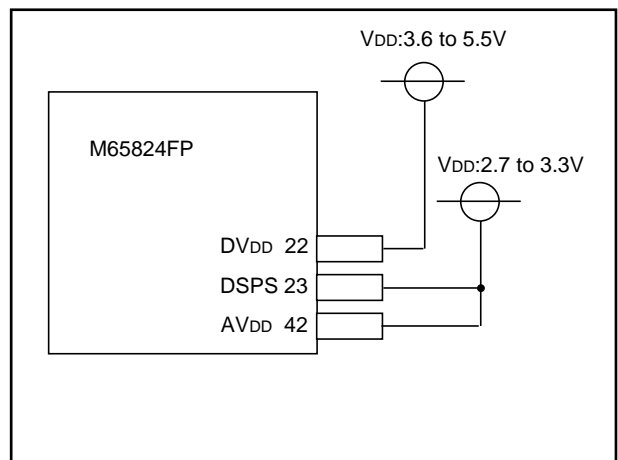 VDD:3.6 to 5.5V
M65824FP
VDD:2.7 to 3.3V
DVDD 22
DSPS 23
AVDD 42